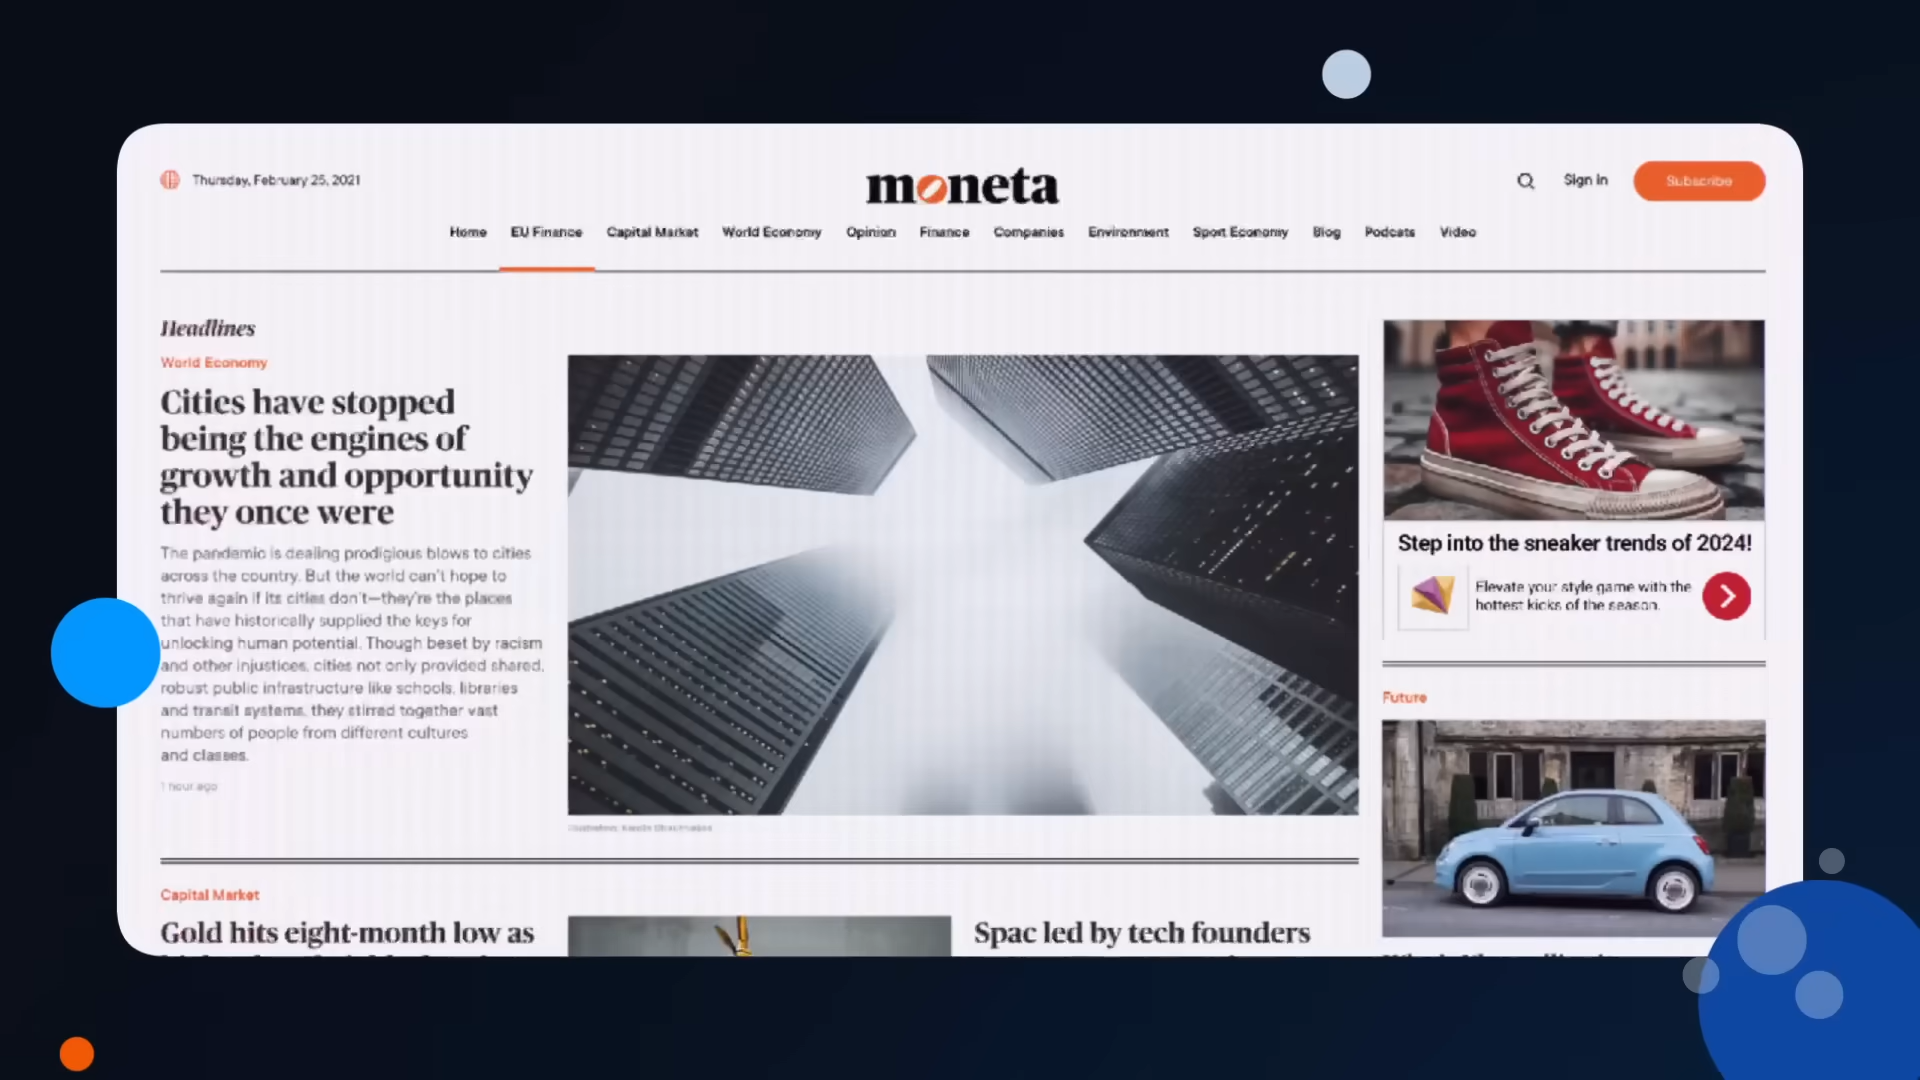 Thursday, February 25, 2021
moneta
Sign in
Subscribe
Home EU Finance Capital Market World Economy Opinion Finance Companies Environment Sport Economy Blog Podcats Video
Headlines
World Economy
Cities have stopped
being the engines of
growth and opportunity
they once were
The pandemic is dealing prodigious blows to cities
across the country. But the world can't hope to
thrive again if its cities don't—they're the places
that have historically supplied the keys for
unlocking human potential. Though beset by racism
and other injustices, cities not only provided shared,
robust public infrastructure like schools, libraries
and transit systems, they stirred together vast
numbers of people from different cultures
and classes.
1 hour ago
Capital Market
Gold hits eight-month low as
Spac led by tech founders
Step into the sneaker trends of 2024!
Elevate your style game with the
hottest kicks of the season.
Future